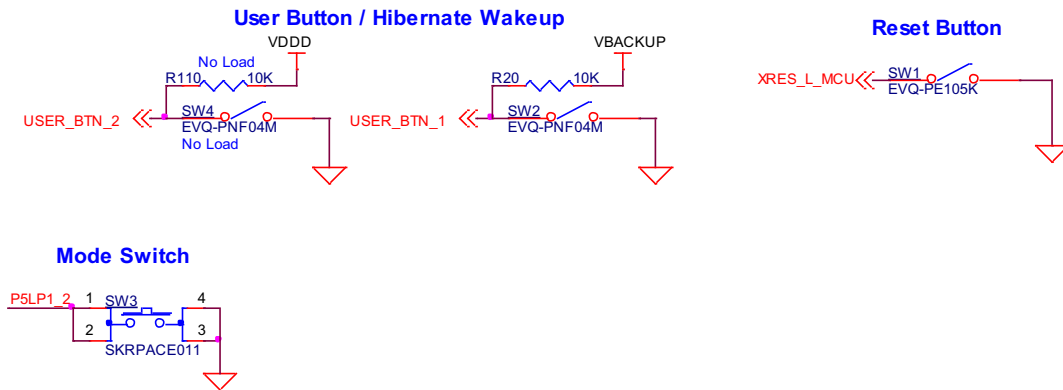 User Button / Hibernate Wakeup
Reset Button
VDDD
VBACKUP
No Load
R110 10K
R20 10K
XRES_L_MCU
SW1
EVQ-PE105K
USER_BTN_2
SW4
EVQ-PNF04M
No Load
USER_BTN_1
SW2
EVQ-PNF04M
Mode Switch
P5LP1_2
1
SW3
4
2
3
SKRPACE011